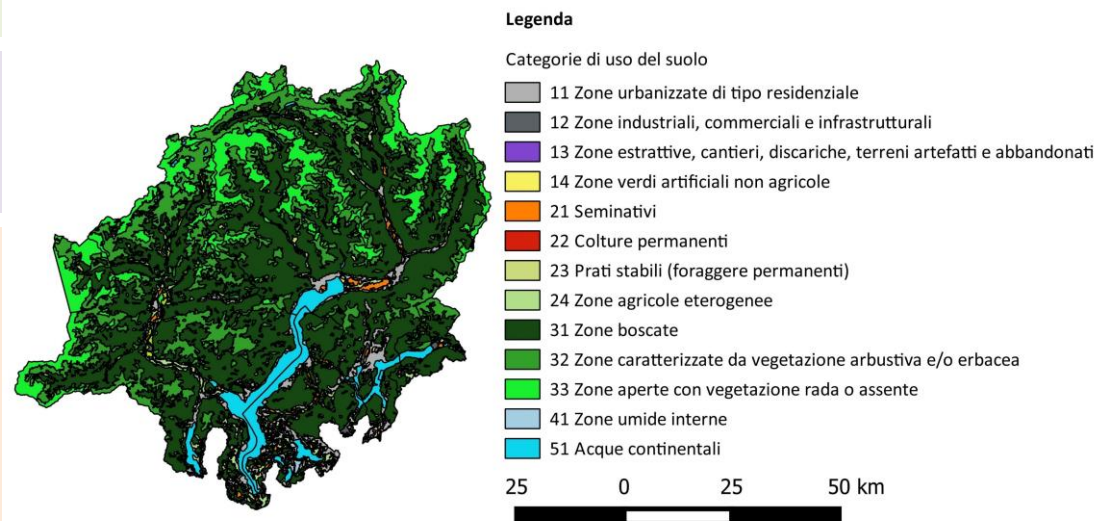 Legenda
Categorie di uso del suolo
11 Zone urbanizzate di tipo residenziale
12 Zone industriali, commerciali e infrastrutturali
13 Zone estrattive, cantieri, discariche, terreni artefatti e abbandonati
14 Zone verdi artificiali non agricole
21 Seminativi
22 Colture permanenti
23 Prati stabili (foraggere permanenti)
24 Zone agricole eterogenee
31 Zone boscate
32 Zone caratterizzate da vegetazione arbustiva e/o erbacea
33 Zone aperte con vegetazione rada o assente
41 Zone umide interne
51 Acque continentali
25 0 25 50 km